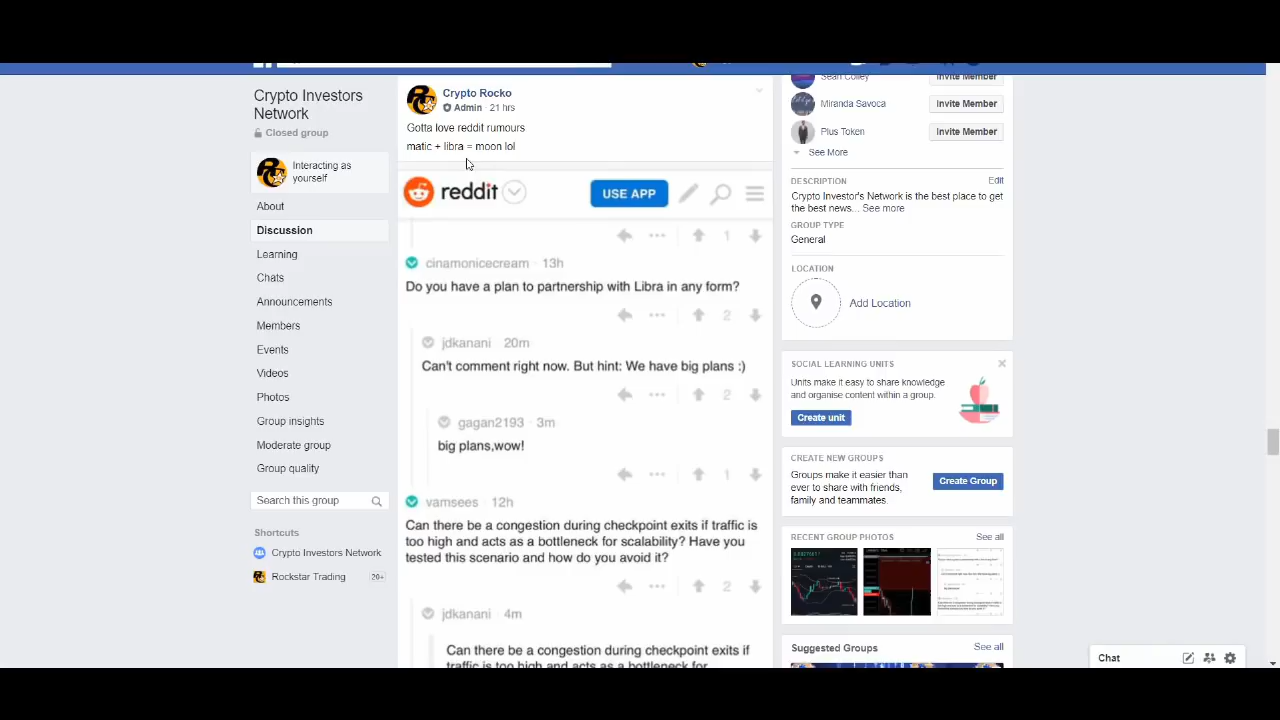 Crypto Investors
Network
Closed group
Interacting as
yourself
About
Discussion
Learning
Chats
Announcements
Members
Events
Videos
Photos
Group insights
Moderate group
Group quality
Search this group
Shortcuts
Crypto Investors Network
Rockstar Trading 20+
Crypto Rocko
Admin · 21 hrs
Gotta love reddit rumours
matic + libra = moon lol
reddit
USE APP
1
cinamonicecream · 13h
Do you have a plan to partnership with Libra in any form?
2
jdkanani · 20m
Can't comment right now. But hint: We have big plans :)
2
gagan2193 · 3m
big plans,wow!
1
vamsees · 12h
Can there be a congestion during checkpoint exits if traffic is
too high and acts as a bottleneck for scalability? Have you
tested this scenario and how do you avoid it?
2
jdkanani · 4m
Can there be a congestion during checkpoint exits if
traffic is too high and acts as a bottleneck for
Sean Colley
Invite Member
Miranda Savoca
Invite Member
Plus Token
Invite Member
See More
DESCRIPTION
Edit
Crypto Investor's Network is the best place to get
the best news... See more
GROUP TYPE
General
LOCATION
Add Location
SOCIAL LEARNING UNITS
Units make it easy to share knowledge
and organise content within a group.
Create unit
CREATE NEW GROUPS
Groups make it easier than
ever to share with friends,
family and teammates.
Create Group
RECENT GROUP PHOTOS
See all
Suggested Groups
See all
Chat